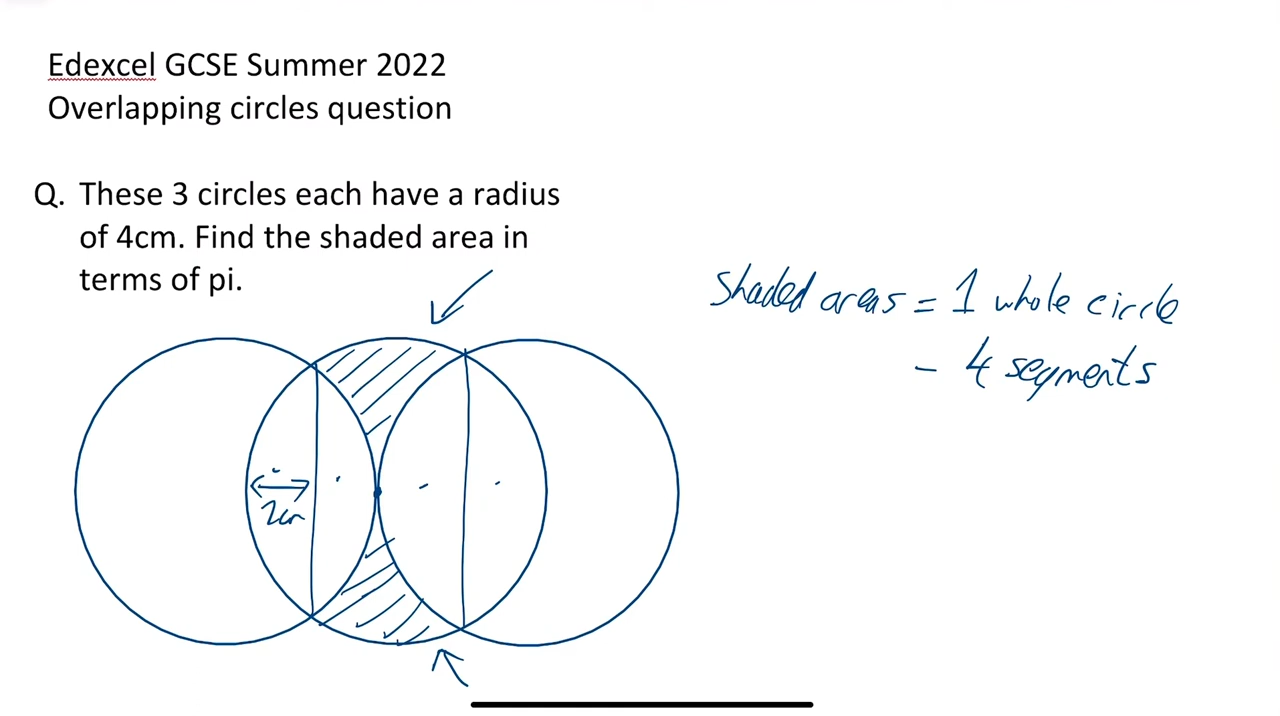 Edexcel GCSE Summer 2022
Overlapping circles question
Q. These 3 circles each have a radius
of 4cm. Find the shaded area in
terms of pi.
Shaded areas = 1 whole circle
- 4 segments
2cm